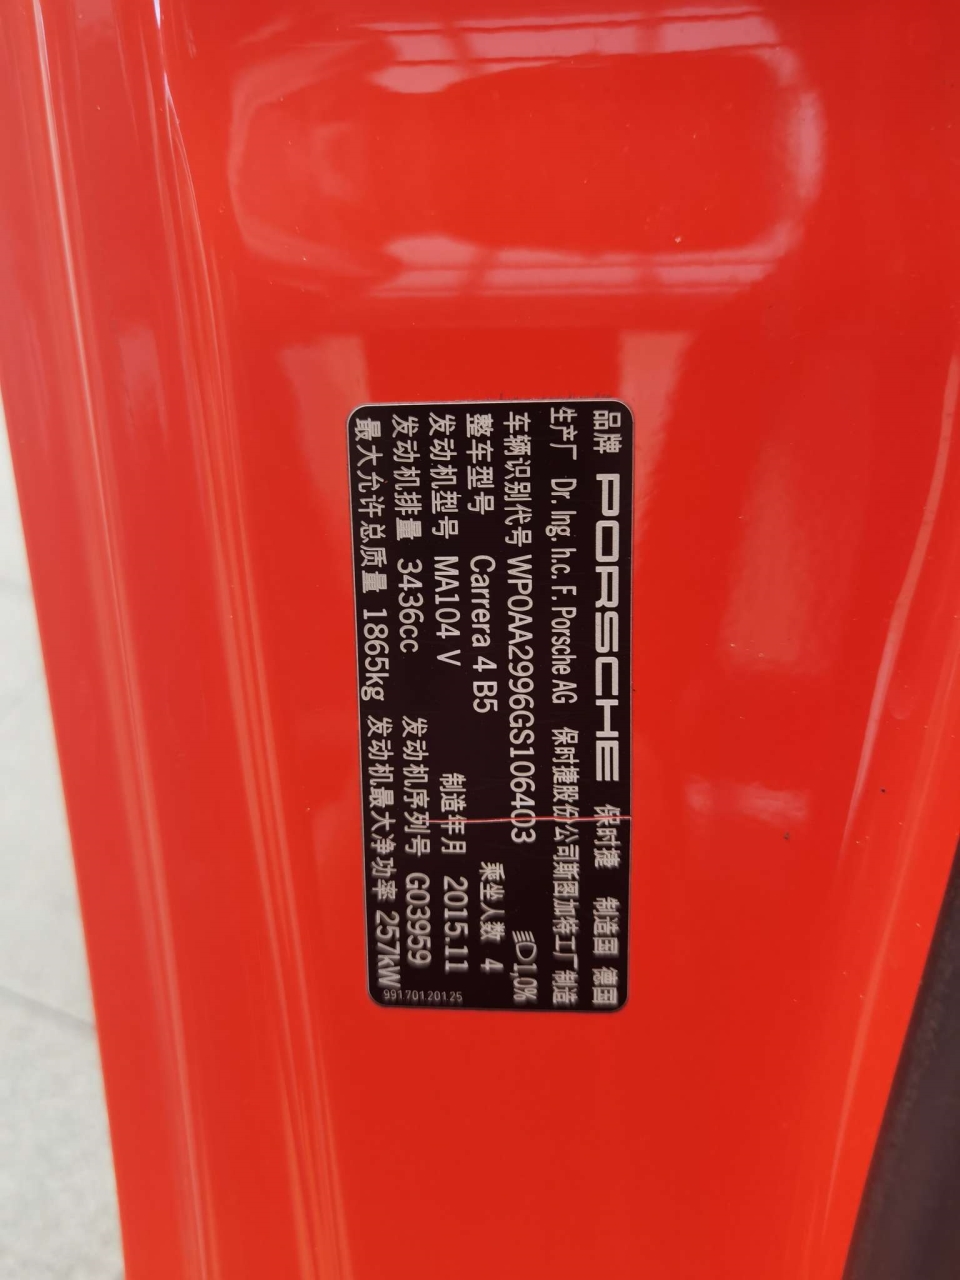 品牌 PORSCHE 保时捷 制造国 德国
生产厂 Dr. Ing. h.c. F. Porsche AG 保时捷股份公司斯图加特工厂制造
车辆识别代号 WP0AA2996GS106403 1,0%
整车型号 Carrera 4 B5 乘坐人数 4
发动机型号 MA104 V 制造年月 2015.11
发动机排量 3436cc 发动机序列号 G03959
最大允许总质量 1865kg 发动机最大净功率 257kW
99170120125